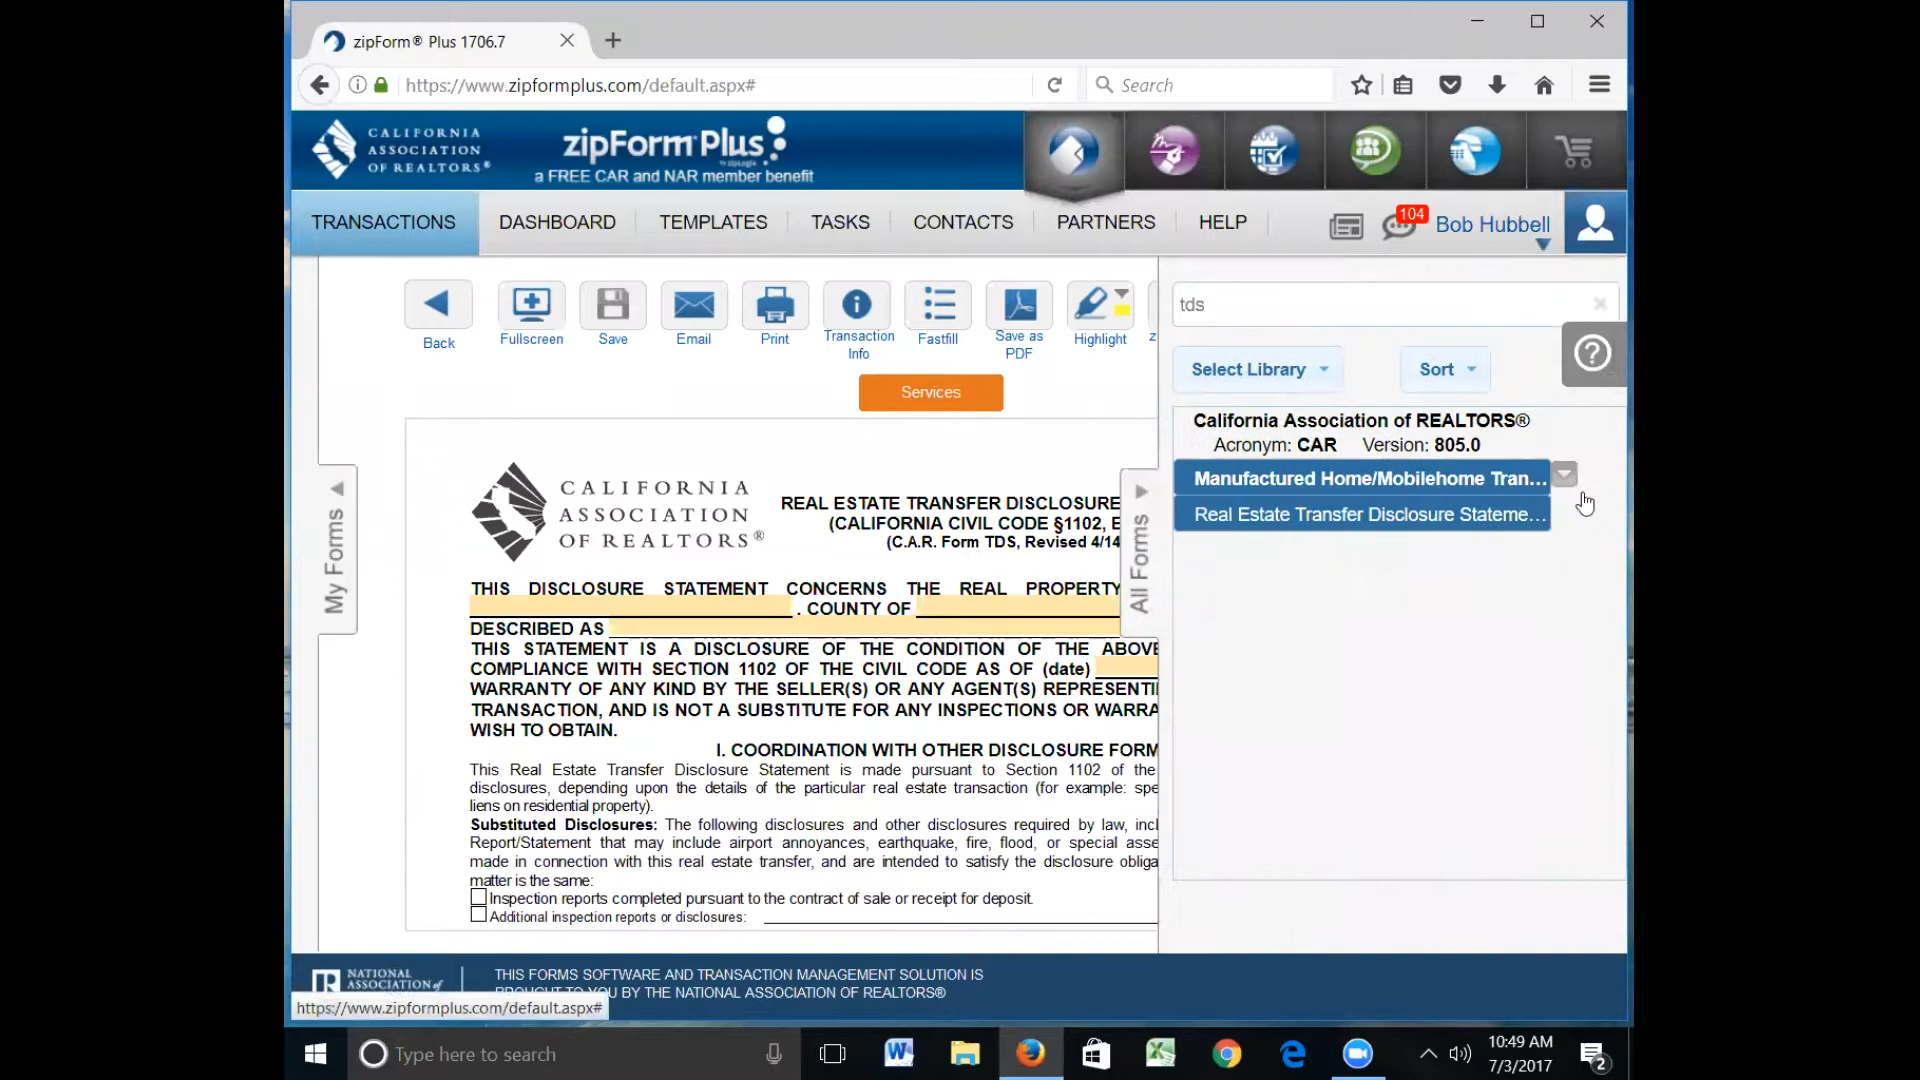 zipForm® Plus 1706.7
https://www.zipformplus.com/default.aspx#
Search
CALIFORNIA
ASSOCIATION
OF REALTORS®
zipForm Plus
by zipLogix
a FREE CAR and NAR member benefit
TRANSACTIONS
DASHBOARD
TEMPLATES
TASKS
CONTACTS
PARTNERS
HELP
104
Bob Hubbell
Back
Fullscreen
Save
Email
Print
Transaction
Info
Fastfill
Save as
PDF
Highlight
z
Services
tds
Select Library
Sort
California Association of REALTORS®
Acronym: CAR Version: 805.0
Manufactured Home/Mobilehome Tran...
Real Estate Transfer Disclosure Stateme...
My Forms
All Forms
CALIFORNIA
ASSOCIATION
OF REALTORS®
REAL ESTATE TRANSFER DISCLOSURE
(CALIFORNIA CIVIL CODE §1102, E
(C.A.R. Form TDS, Revised 4/14
THIS DISCLOSURE STATEMENT CONCERNS THE REAL PROPERTY
, COUNTY OF
DESCRIBED AS
THIS STATEMENT IS A DISCLOSURE OF THE CONDITION OF THE ABOVE
COMPLIANCE WITH SECTION 1102 OF THE CIVIL CODE AS OF (date)
WARRANTY OF ANY KIND BY THE SELLER(S) OR ANY AGENT(S) REPRESENTI
TRANSACTION, AND IS NOT A SUBSTITUTE FOR ANY INSPECTIONS OR WARRA
WISH TO OBTAIN.
I. COORDINATION WITH OTHER DISCLOSURE FORM
This Real Estate Transfer Disclosure Statement is made pursuant to Section 1102 of the
disclosures, depending upon the details of the particular real estate transaction (for example: spe
liens on residential property).
Substituted Disclosures: The following disclosures and other disclosures required by law, incl
Report/Statement that may include airport annoyances, earthquake, fire, flood, or special asse
made in connection with this real estate transfer, and are intended to satisfy the disclosure obliga
matter is the same:
Inspection reports completed pursuant to the contract of sale or receipt for deposit.
Additional inspection reports or disclosures:
NATIONAL
ASSOCIATION of
THIS FORMS SOFTWARE AND TRANSACTION MANAGEMENT SOLUTION IS
BROUGHT TO YOU BY THE NATIONAL ASSOCIATION OF REALTORS®
https://www.zipformplus.com/default.aspx#
Type here to search
10:49 AM
7/3/2017
2